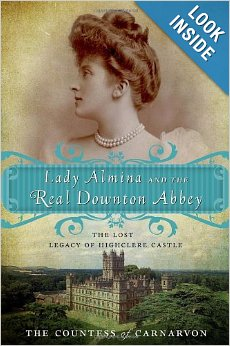 LOOK
INSIDE
Lady Almina AND THE
Real Downton Abbey
THE LOST
LEGACY OF HIGHCLERE CASTLE
THE COUNTESS of CARNARVON